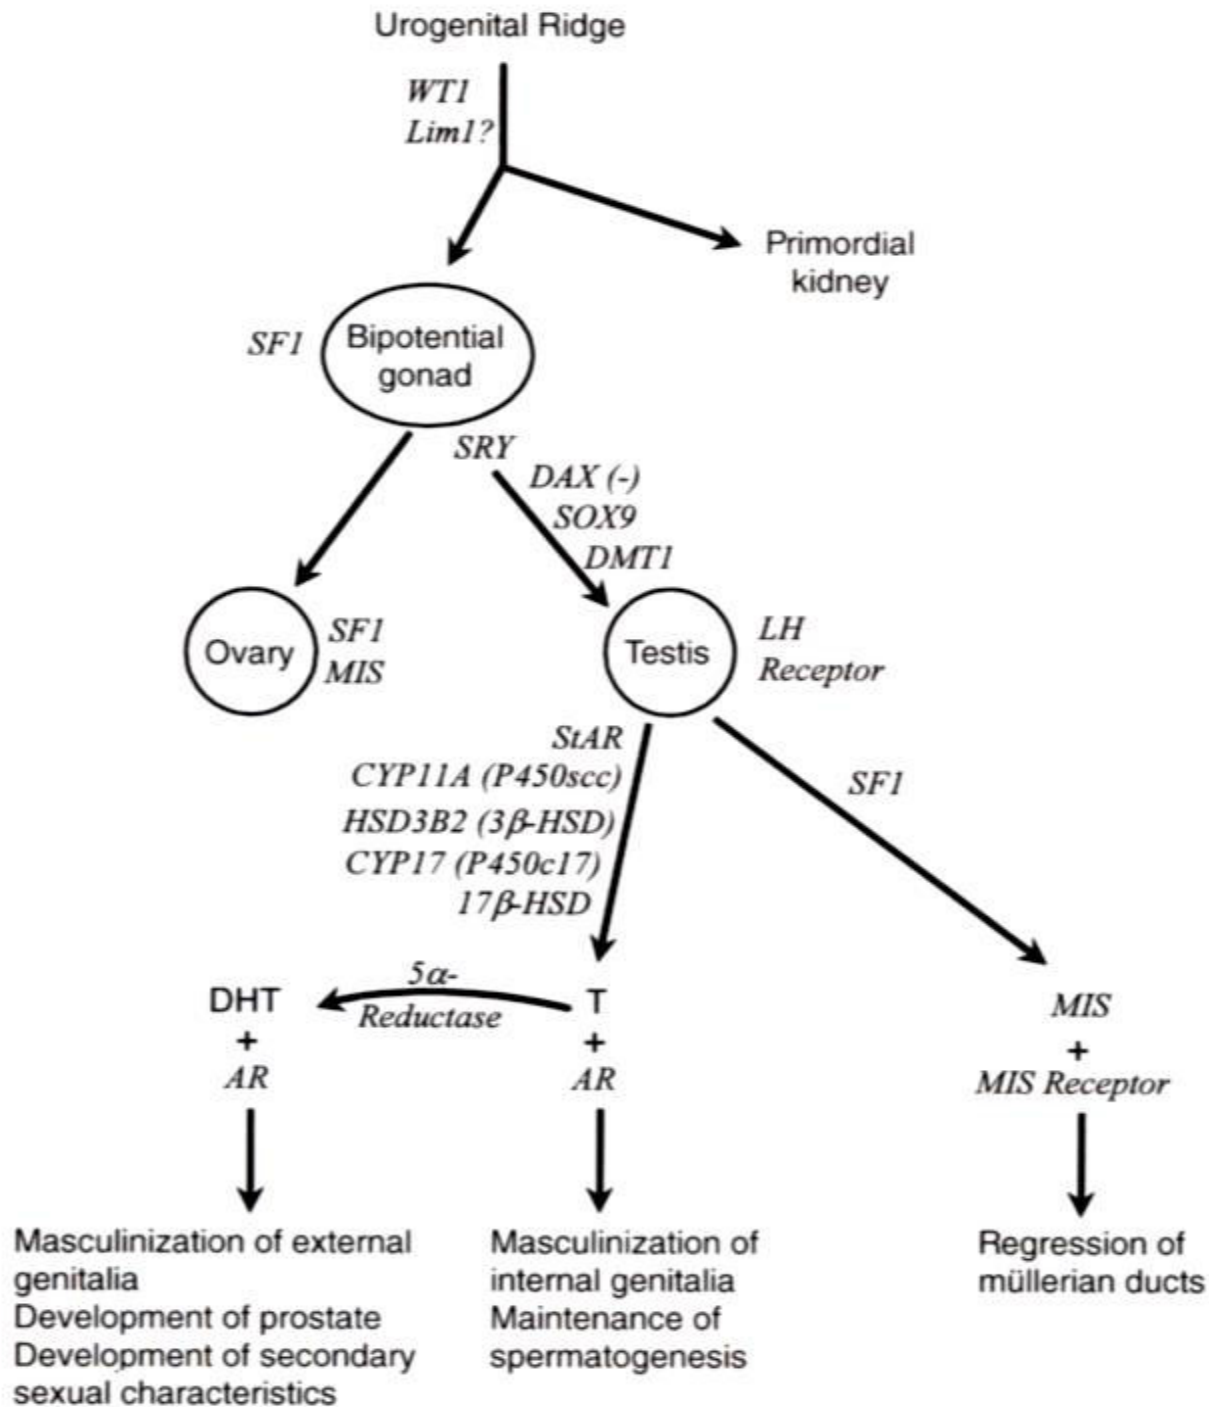 Urogenital Ridge
WT1
Lim1?
Primordial
kidney
SF1
Bipotential
gonad
SRY
DAX (-)
SOX9
DMT1
Ovary
SF1
MIS
Testis
LH
Receptor
StAR
CYP11A (P450scc)
HSD3B2 (3β-HSD)
CYP17 (P450c17)
17β-HSD
SF1
DHT
+
AR
5α-
Reductase
T
+
AR
MIS
+
MIS Receptor
Masculinization of external
genitalia
Development of prostate
Development of secondary
sexual characteristics
Masculinization of
internal genitalia
Maintenance of
spermatogenesis
Regression of
müllerian ducts